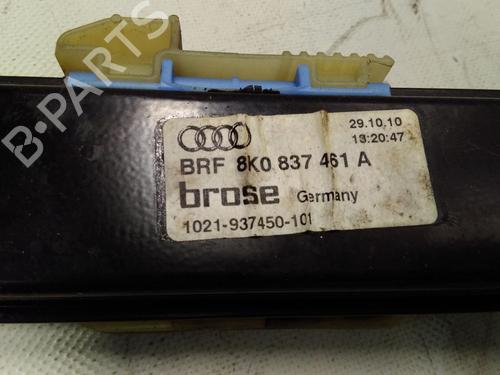 B-PARTS
29.10.10
13:20:47
BRF 8K0 837 461 A
brose Germany
1021-937450-101